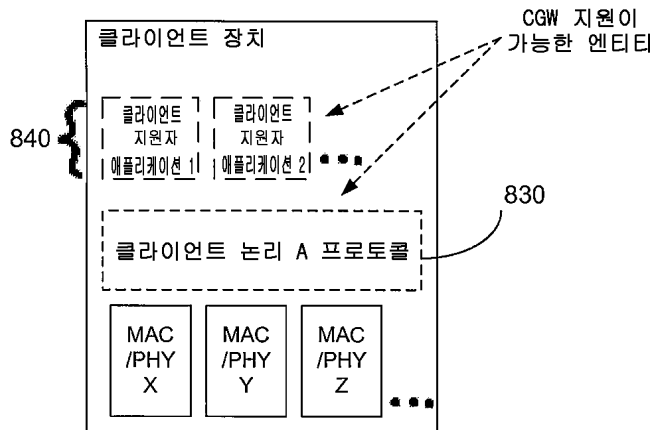 CGW 지원이
가능한 엔티티
클라이언트 장치
840
클라이언트
지원자
애플리케이션 1
클라이언트
지원자
애플리케이션 2
830
클라이언트 논리 A 프로토콜
MAC
/PHY
X
MAC
/PHY
Y
MAC
/PHY
Z